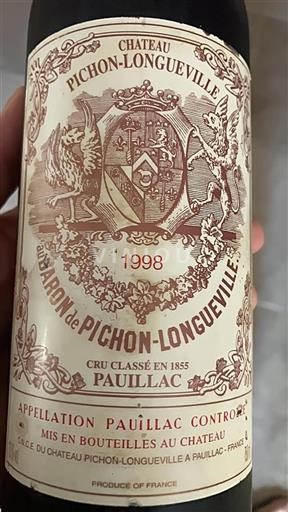 CHATEAU
PICHON-LONGUEVILLE
1998
BARON de PICHON-LONGUEVILLE
CRU CLASSÉ EN 1855
PAUILLAC
APPELLATION PAUILLAC CONTROLÉE
MIS EN BOUTEILLES AU CHATEAU
DU CHATEAU PICHON-LONGUEVILLE A PAUILLAC - FRANCE
PRODUCE OF FRANCE